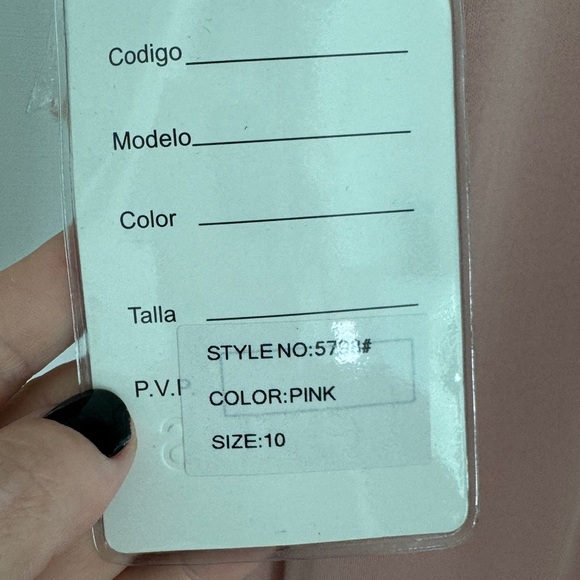 Codigo
Modelo
Color
Talla
P.V.P.
STYLE NO:
COLOR:PINK
SIZE:10